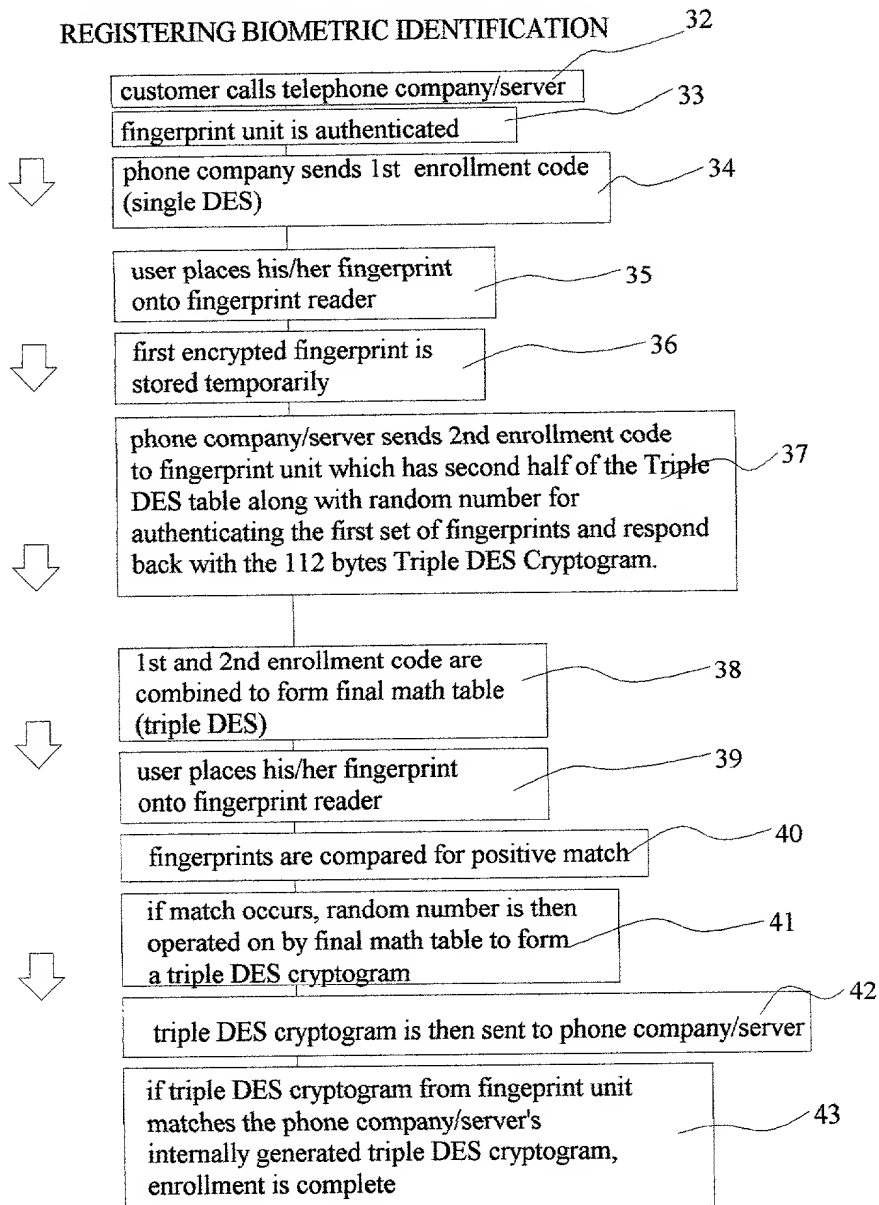 REGISTERING BIOMETRIC IDENTIFICATION
32
customer calls telephone company/server
33
fingerprint unit is authenticated
phone company sends 1st enrollment code
(single DES)
34
user places his/her fingerprint
onto fingerprint reader
35
first encrypted fingerprint is
stored temporarily
36
phone company/server sends 2nd enrollment code
to fingerprint unit which has second half of the Triple
DES table along with random number for
authenticating the first set of fingerprints and respond
back with the 112 bytes Triple DES Cryptogram.
37
1st and 2nd enrollment code are
combined to form final math table
(triple DES)
38
user places his/her fingerprint
onto fingerprint reader
39
fingerprints are compared for positive match
40
if match occurs, random number is then
operated on by final math table to form
a triple DES cryptogram
41
triple DES cryptogram is then sent to phone company/server
42
if triple DES cryptogram from fingeprint unit
matches the phone company/server's
internally generated triple DES cryptogram,
enrollment is complete
43